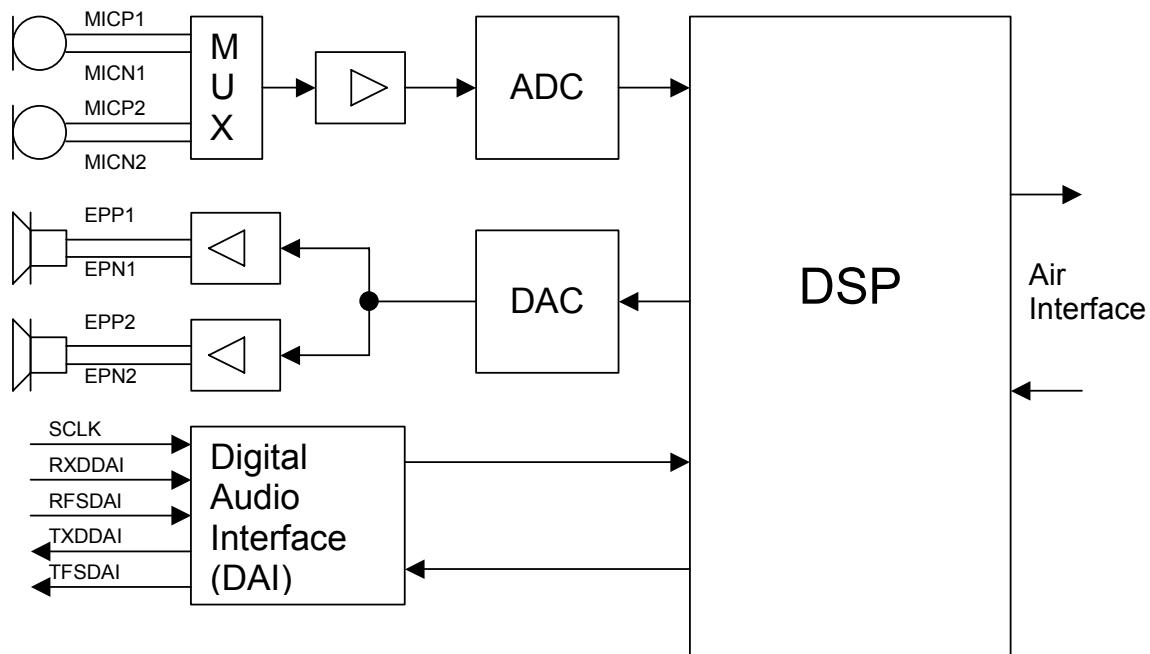 MICP1
MICN1
MICP2
MICN2
M
U
X
ADC
EPP1
EPN1
EPP2
EPN2
DAC
DSP
Air
Interface
SCLK
RXDDAI
RFSDAI
TXDDAI
TFSDAI
Digital
Audio
Interface
(DAI)